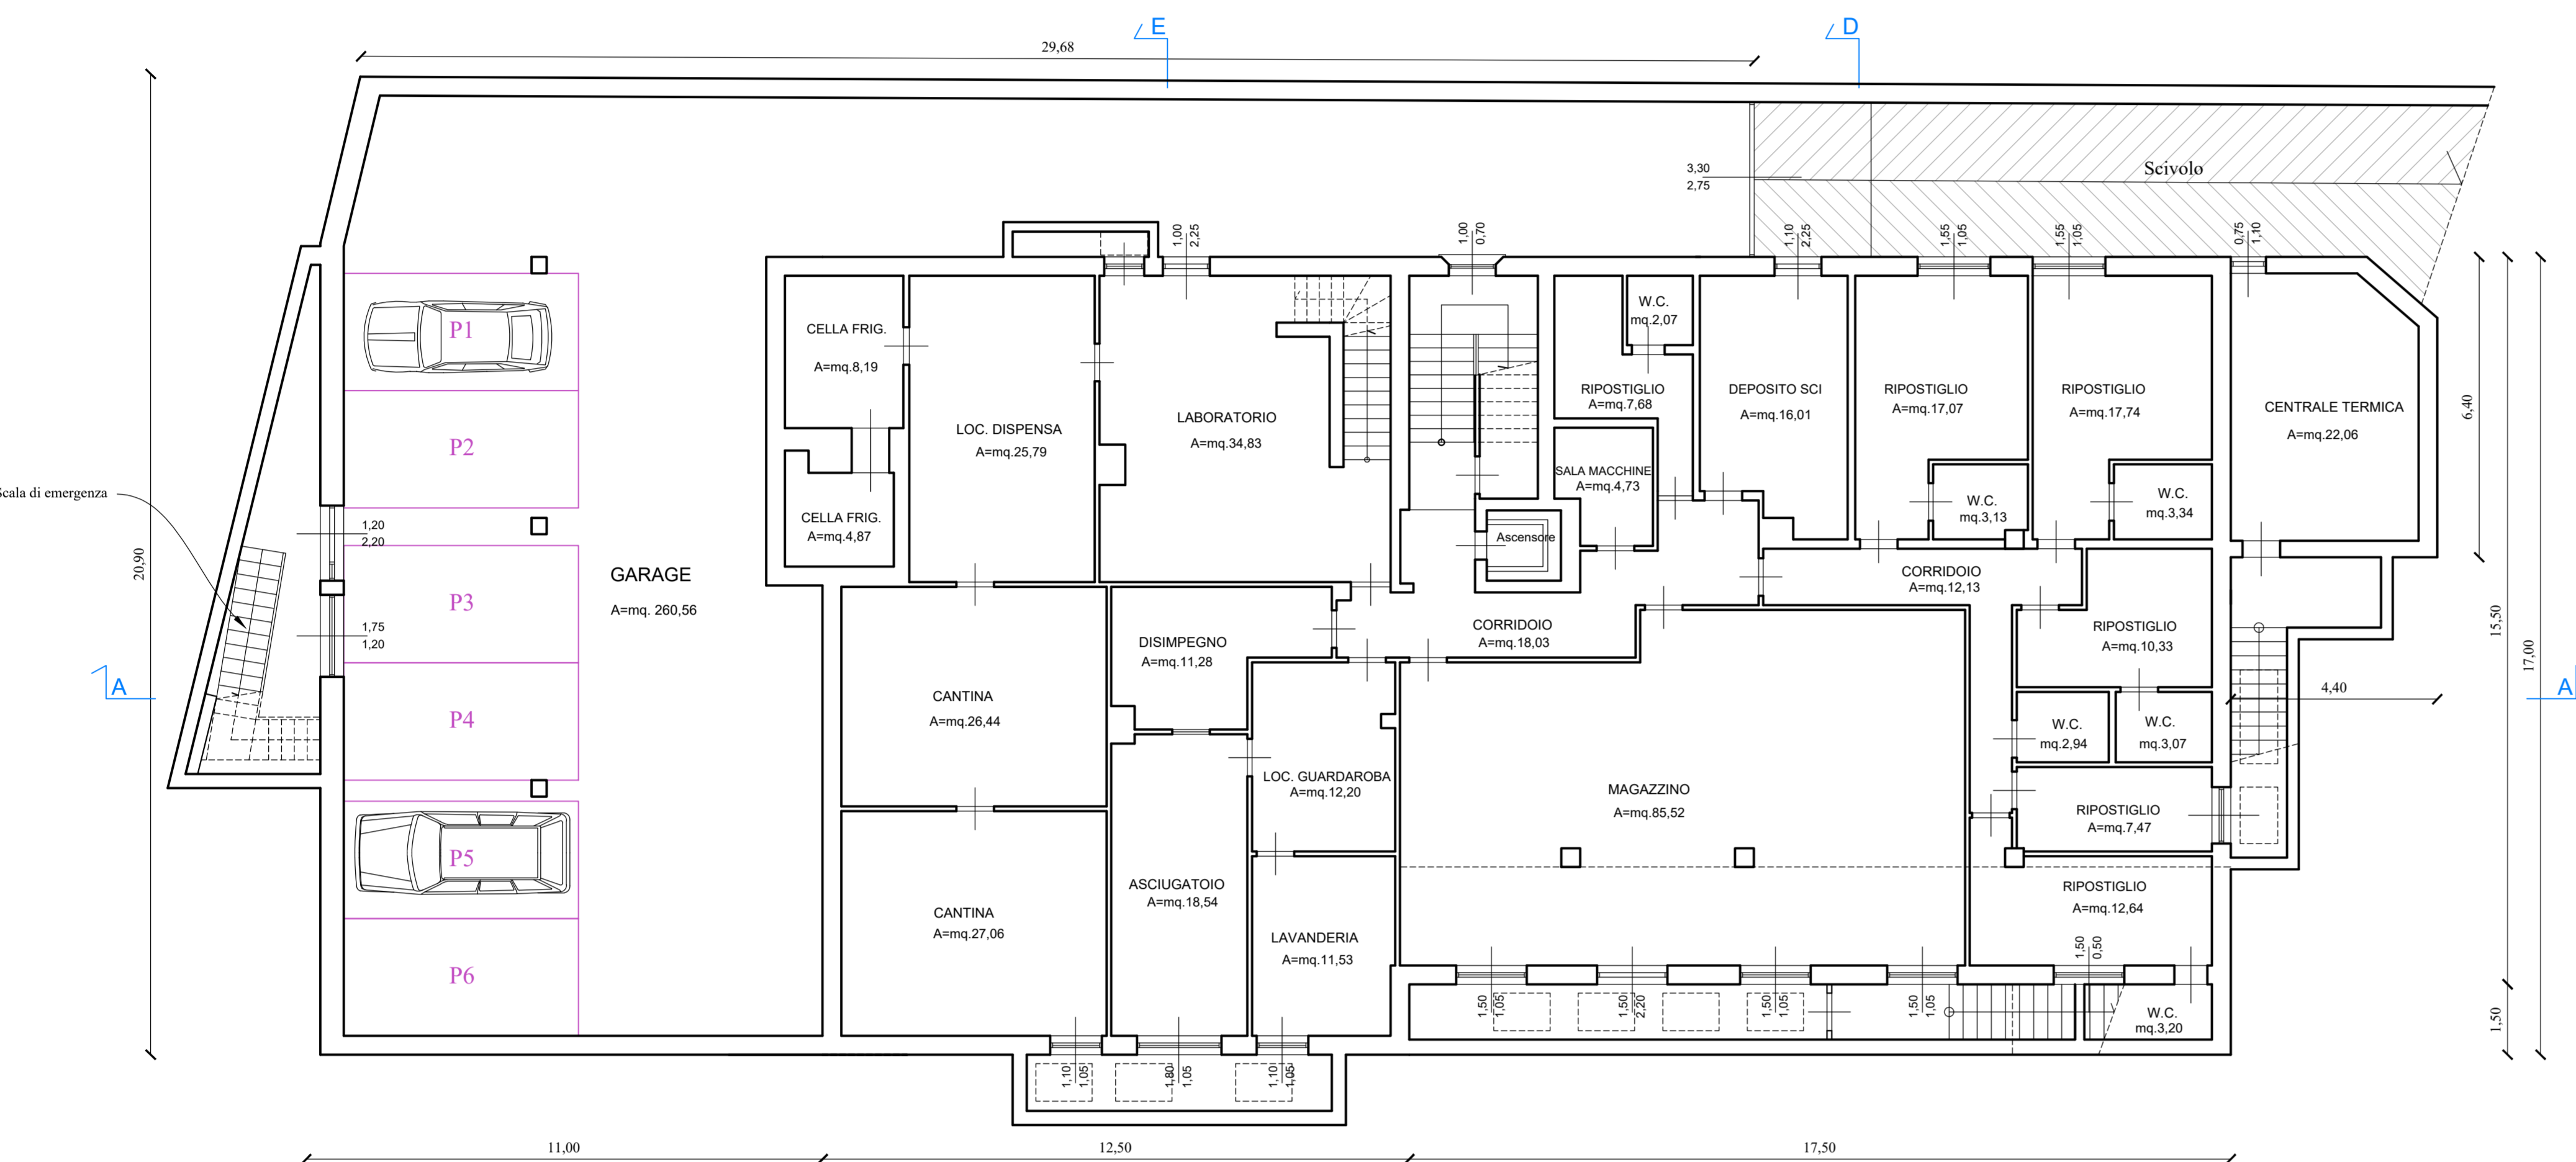 E
D
29,68
Scivolo
3,30
2,75
1,00
2,25
1,00
0,70
1,10
2,25
1,55
1,05
1,55
1,05
0,75
1,10
P1
CELLA FRIG.
A=mq.8,19
W.C.
mq.2,07
RIPOSTIGLIO
A=mq.7,68
DEPOSITO SCI
A=mq.16,01
RIPOSTIGLIO
A=mq.17,07
RIPOSTIGLIO
A=mq.17,74
CENTRALE TERMICA
A=mq.22,06
6,40
LABORATORIO
A=mq.34,83
LOC. DISPENSA
A=mq.25,79
P2
SALA MACCHINE
A=mq.4,73
Scala di emergenza
W.C.
mq.3,13
W.C.
mq.3,34
CELLA FRIG.
A=mq.4,87
1,20
2,20
Ascensore
20,90
GARAGE
A=mq. 260,56
P3
CORRIDOIO
A=mq.12,13
1,75
1,20
DISIMPEGNO
A=mq.11,28
CORRIDOIO
A=mq.18,03
RIPOSTIGLIO
A=mq.10,33
15,50
17,00
A
4,40
A
CANTINA
A=mq.26,44
P4
W.C.
mq.2,94
W.C.
mq.3,07
LOC. GUARDAROBA
A=mq.12,20
MAGAZZINO
A=mq.85,52
RIPOSTIGLIO
A=mq.7,47
P5
ASCIUGATOIO
A=mq.18,54
RIPOSTIGLIO
A=mq.12,64
CANTINA
A=mq.27,06
LAVANDERIA
A=mq.11,53
1,50
0,50
P6
1,50
1,05
1,50
2,20
1,50
1,05
1,50
1,05
W.C.
mq.3,20
1,50
1,10
1,05
1,80
1,05
1,10
1,05
11,00
12,50
17,50